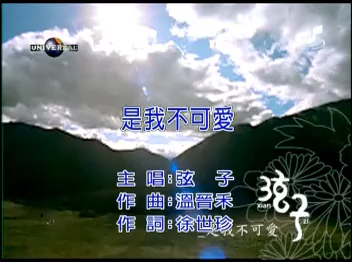 UNIVERSAL
是我不可愛
主 唱:弦 子
作 曲:溫晉禾
作 詞:徐世珍
弦子
xian
zi
是我不可愛